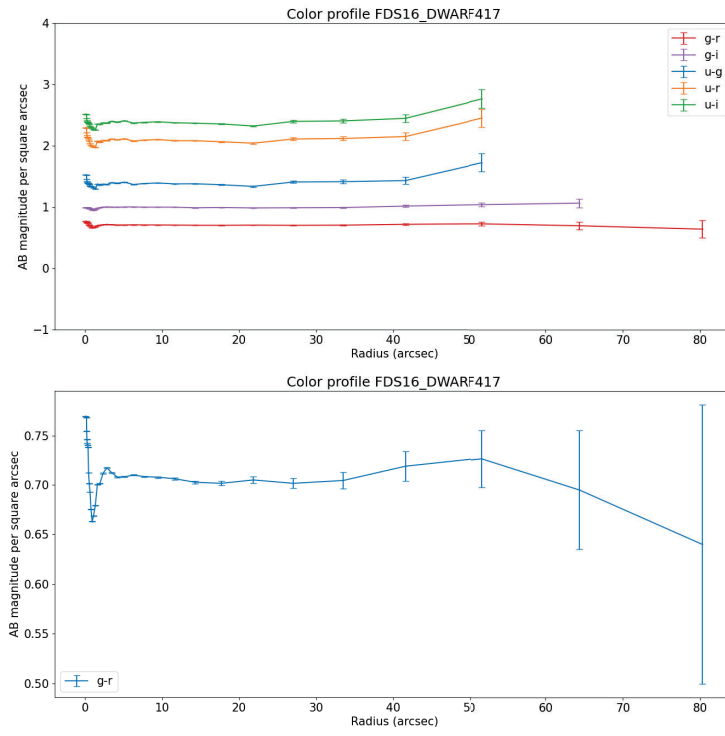 Color profile FDS16_DWARF417
4
3
2
1
0
−1
AB magnitude per square arcsec
g-r
g-i
u-g
u-r
u-i
0 10 20 30 40 50 60 70 80
Radius (arcsec)
Color profile FDS16_DWARF417
0.75
0.70
0.65
0.60
0.55
0.50
AB magnitude per square arcsec
g-r
0 10 20 30 40 50 60 70 80
Radius (arcsec)